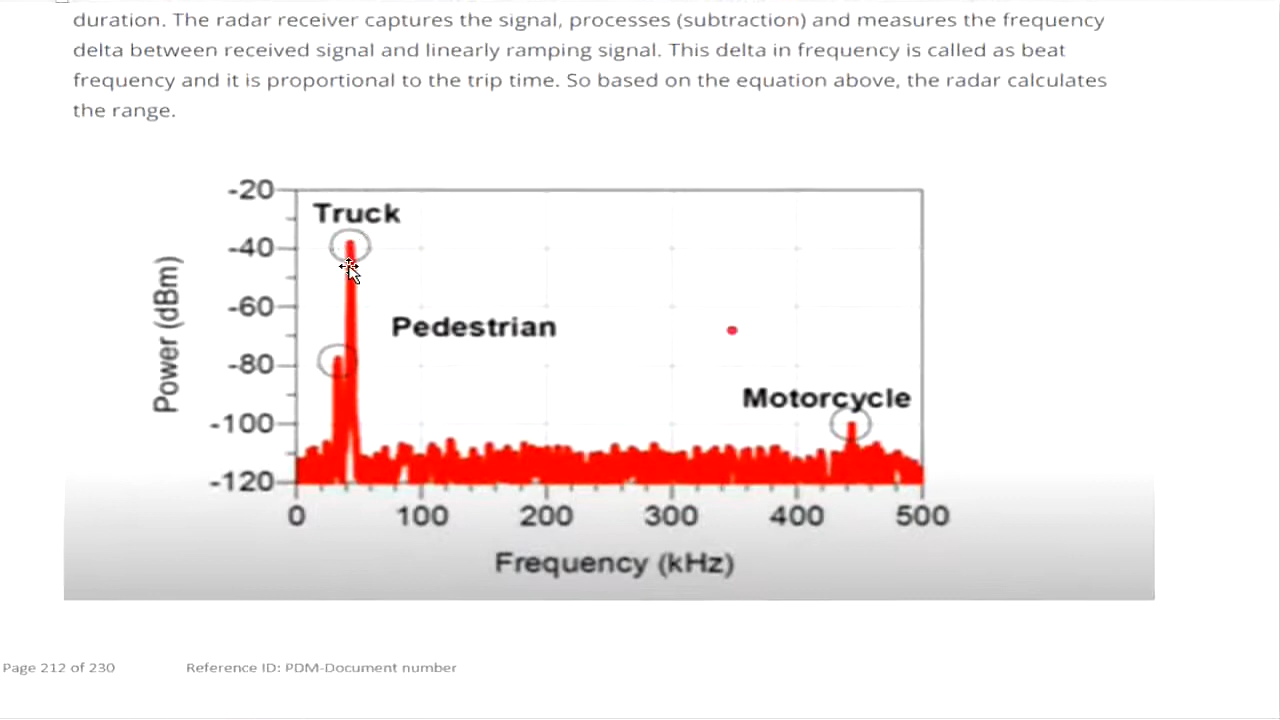 duration. The radar receiver captures the signal, processes (subtraction) and measures the frequency
delta between received signal and linearly ramping signal. This delta in frequency is called as beat
frequency and it is proportional to the trip time. So based on the equation above, the radar calculates
the range.
-20
Truck
-40
-60
Pedestrian
-80
Motorcycle
-100
-120
Power (dBm)
0 100 200 300 400 500
Frequency (kHz)
Page 212 of 230 Reference ID: PDM-Document number